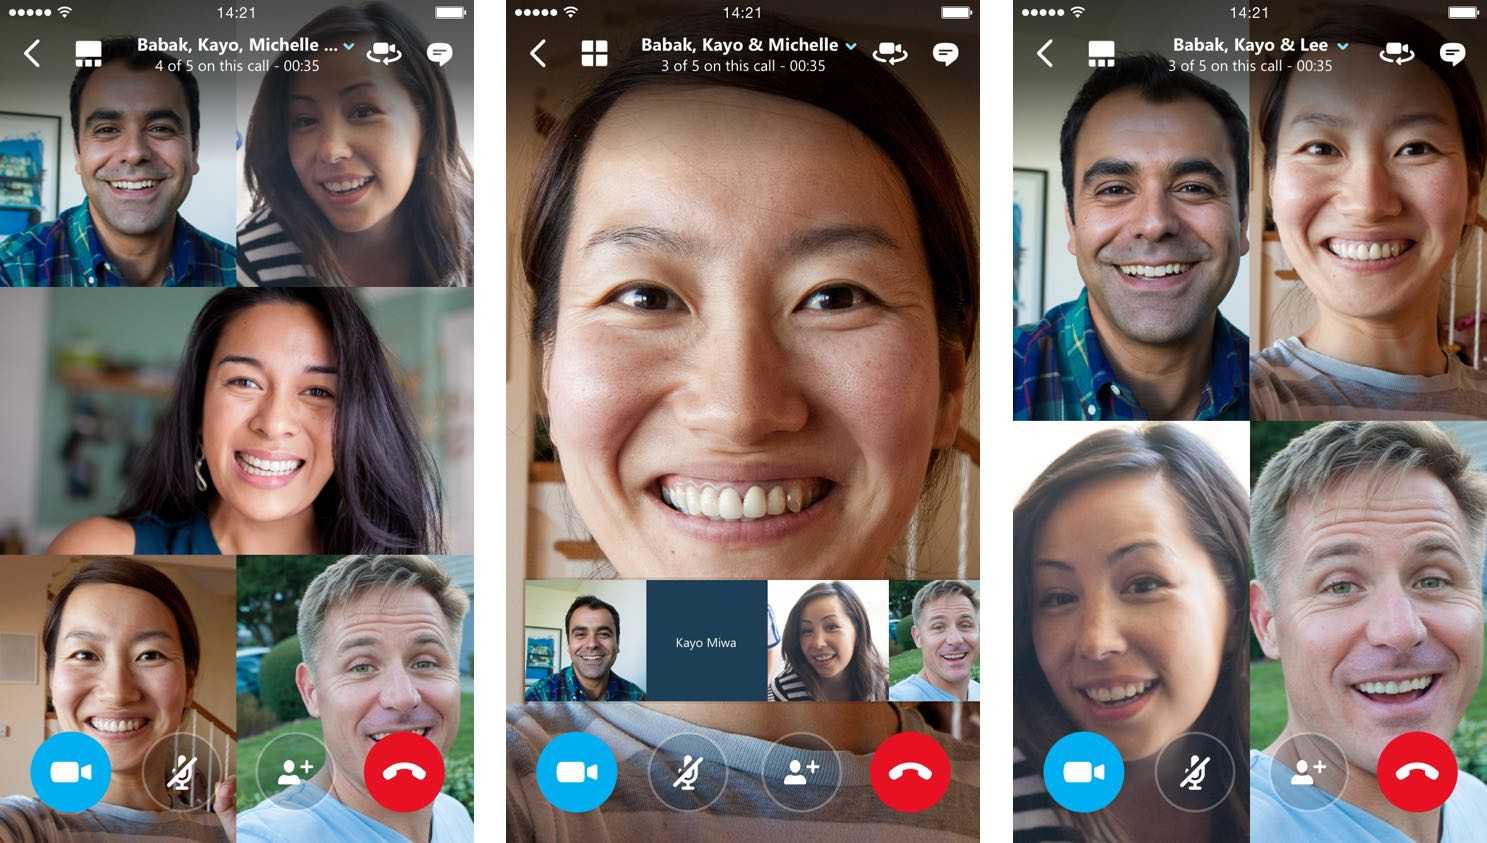 14:21
Babak, Kayo, Michelle ...
4 of 5 on this call - 00:35
14:21
Babak, Kayo & Michelle
3 of 5 on this call - 00:35
Kayo Miwa
14:21
Babak, Kayo & Lee
3 of 5 on this call - 00:35